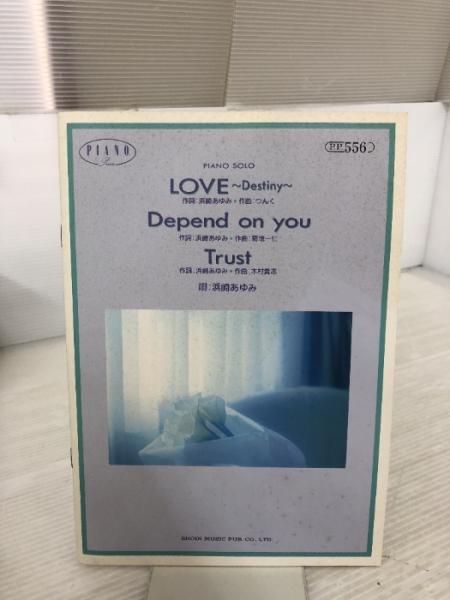 PIANO
Piece
P.P.556
PIANO SOLO
LOVE ~Destiny~
作詞:浜崎あゆみ・作曲:つんく
Depend on you
作詞:浜崎あゆみ・作曲:菊池一仁
Trust
作詞:浜崎あゆみ・作曲:木村貴志
唄:浜崎あゆみ
SHOIN MUSIC PUB. CO., LTD.